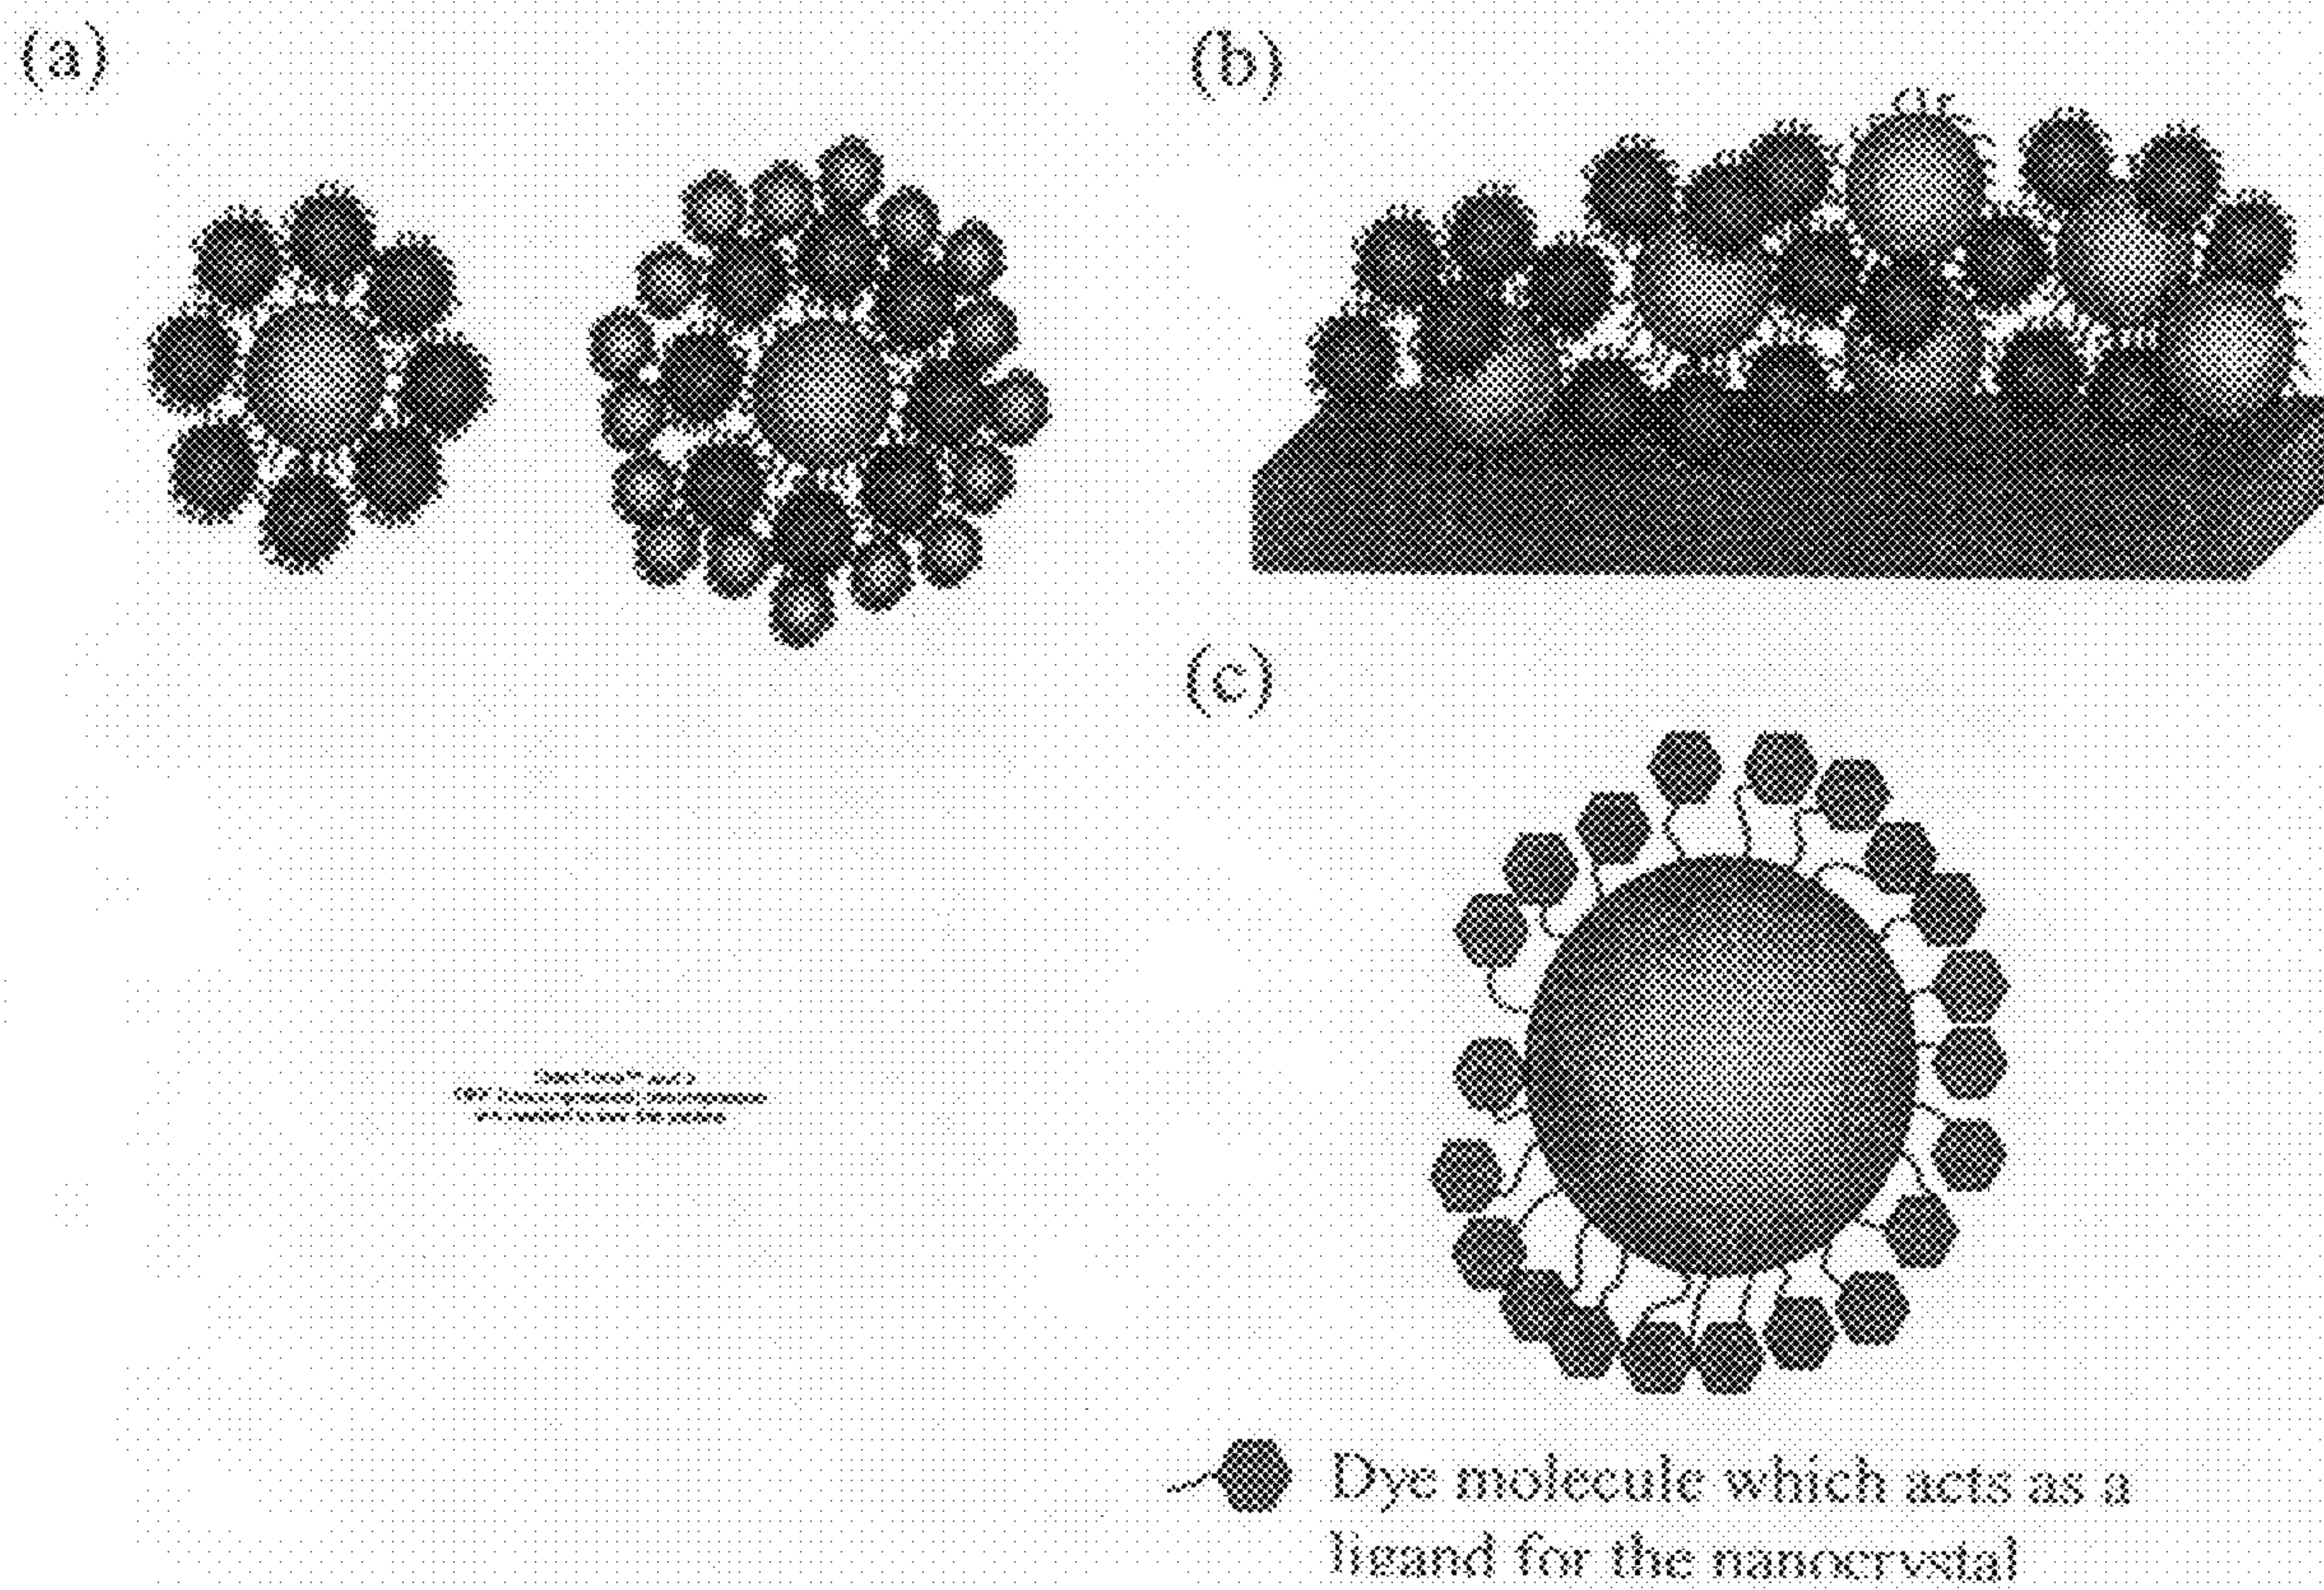 (a)
(b)
(c)
Dye molecule which acts as a
ligand for the nanocrystal